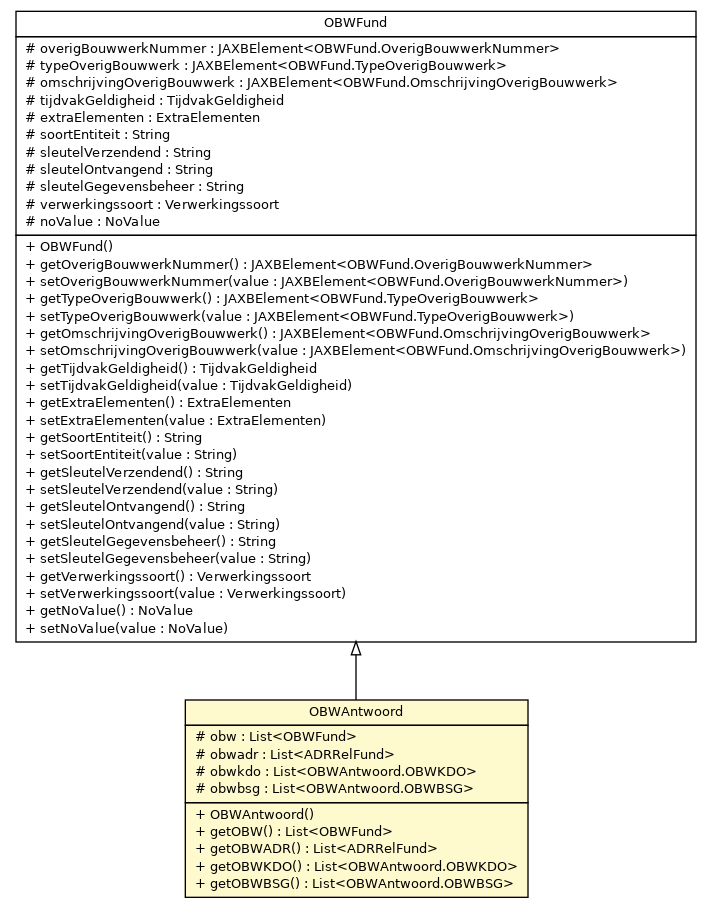 OBWFund
# overigBouwwerkNummer : JAXBElement<OBWFund.OverigBouwwerkNummer>
# typeOverigBouwwerk : JAXBElement<OBWFund.TypeOverigBouwwerk>
# omschrijvingOverigBouwwerk : JAXBElement<OBWFund.OmschrijvingOverigBouwwerk>
# tijdvakGeldigheid : TijdvakGeldigheid
# extraElementen : ExtraElementen
# soortEntiteit : String
# sleutelVerzendend : String
# sleutelOntvangend : String
# sleutelGegevensbeheer : String
# verwerkingssoort : Verwerkingssoort
# noValue : NoValue
+ OBWFund()
+ getOverigBouwwerkNummer() : JAXBElement<OBWFund.OverigBouwwerkNummer>
+ setOverigBouwwerkNummer(value : JAXBElement<OBWFund.OverigBouwwerkNummer>)
+ getTypeOverigBouwwerk() : JAXBElement<OBWFund.TypeOverigBouwwerk>
+ setTypeOverigBouwwerk(value : JAXBElement<OBWFund.TypeOverigBouwwerk>)
+ getOmschrijvingOverigBouwwerk() : JAXBElement<OBWFund.OmschrijvingOverigBouwwerk>
+ setOmschrijvingOverigBouwwerk(value : JAXBElement<OBWFund.OmschrijvingOverigBouwwerk>)
+ getTijdvakGeldigheid() : TijdvakGeldigheid
+ setTijdvakGeldigheid(value : TijdvakGeldigheid)
+ getExtraElementen() : ExtraElementen
+ setExtraElementen(value : ExtraElementen)
+ getSoortEntiteit() : String
+ setSoortEntiteit(value : String)
+ getSleutelVerzendend() : String
+ setSleutelVerzendend(value : String)
+ getSleutelOntvangend() : String
+ setSleutelOntvangend(value : String)
+ getSleutelGegevensbeheer() : String
+ setSleutelGegevensbeheer(value : String)
+ getVerwerkingssoort() : Verwerkingssoort
+ setVerwerkingssoort(value : Verwerkingssoort)
+ getNoValue() : NoValue
+ setNoValue(value : NoValue)
OBWAntwoord
# obw : List<OBWFund>
# obwadr : List<ADRRelFund>
# obwkdo : List<OBWAntwoord.OBWKDO>
# obwbsg : List<OBWAntwoord.OBWBSG>
+ OBWAntwoord()
+ getOBW() : List<OBWFund>
+ getOBWADR() : List<ADRRelFund>
+ getOBWKDO() : List<OBWAntwoord.OBWKDO>
+ getOBWBSG() : List<OBWAntwoord.OBWBSG>